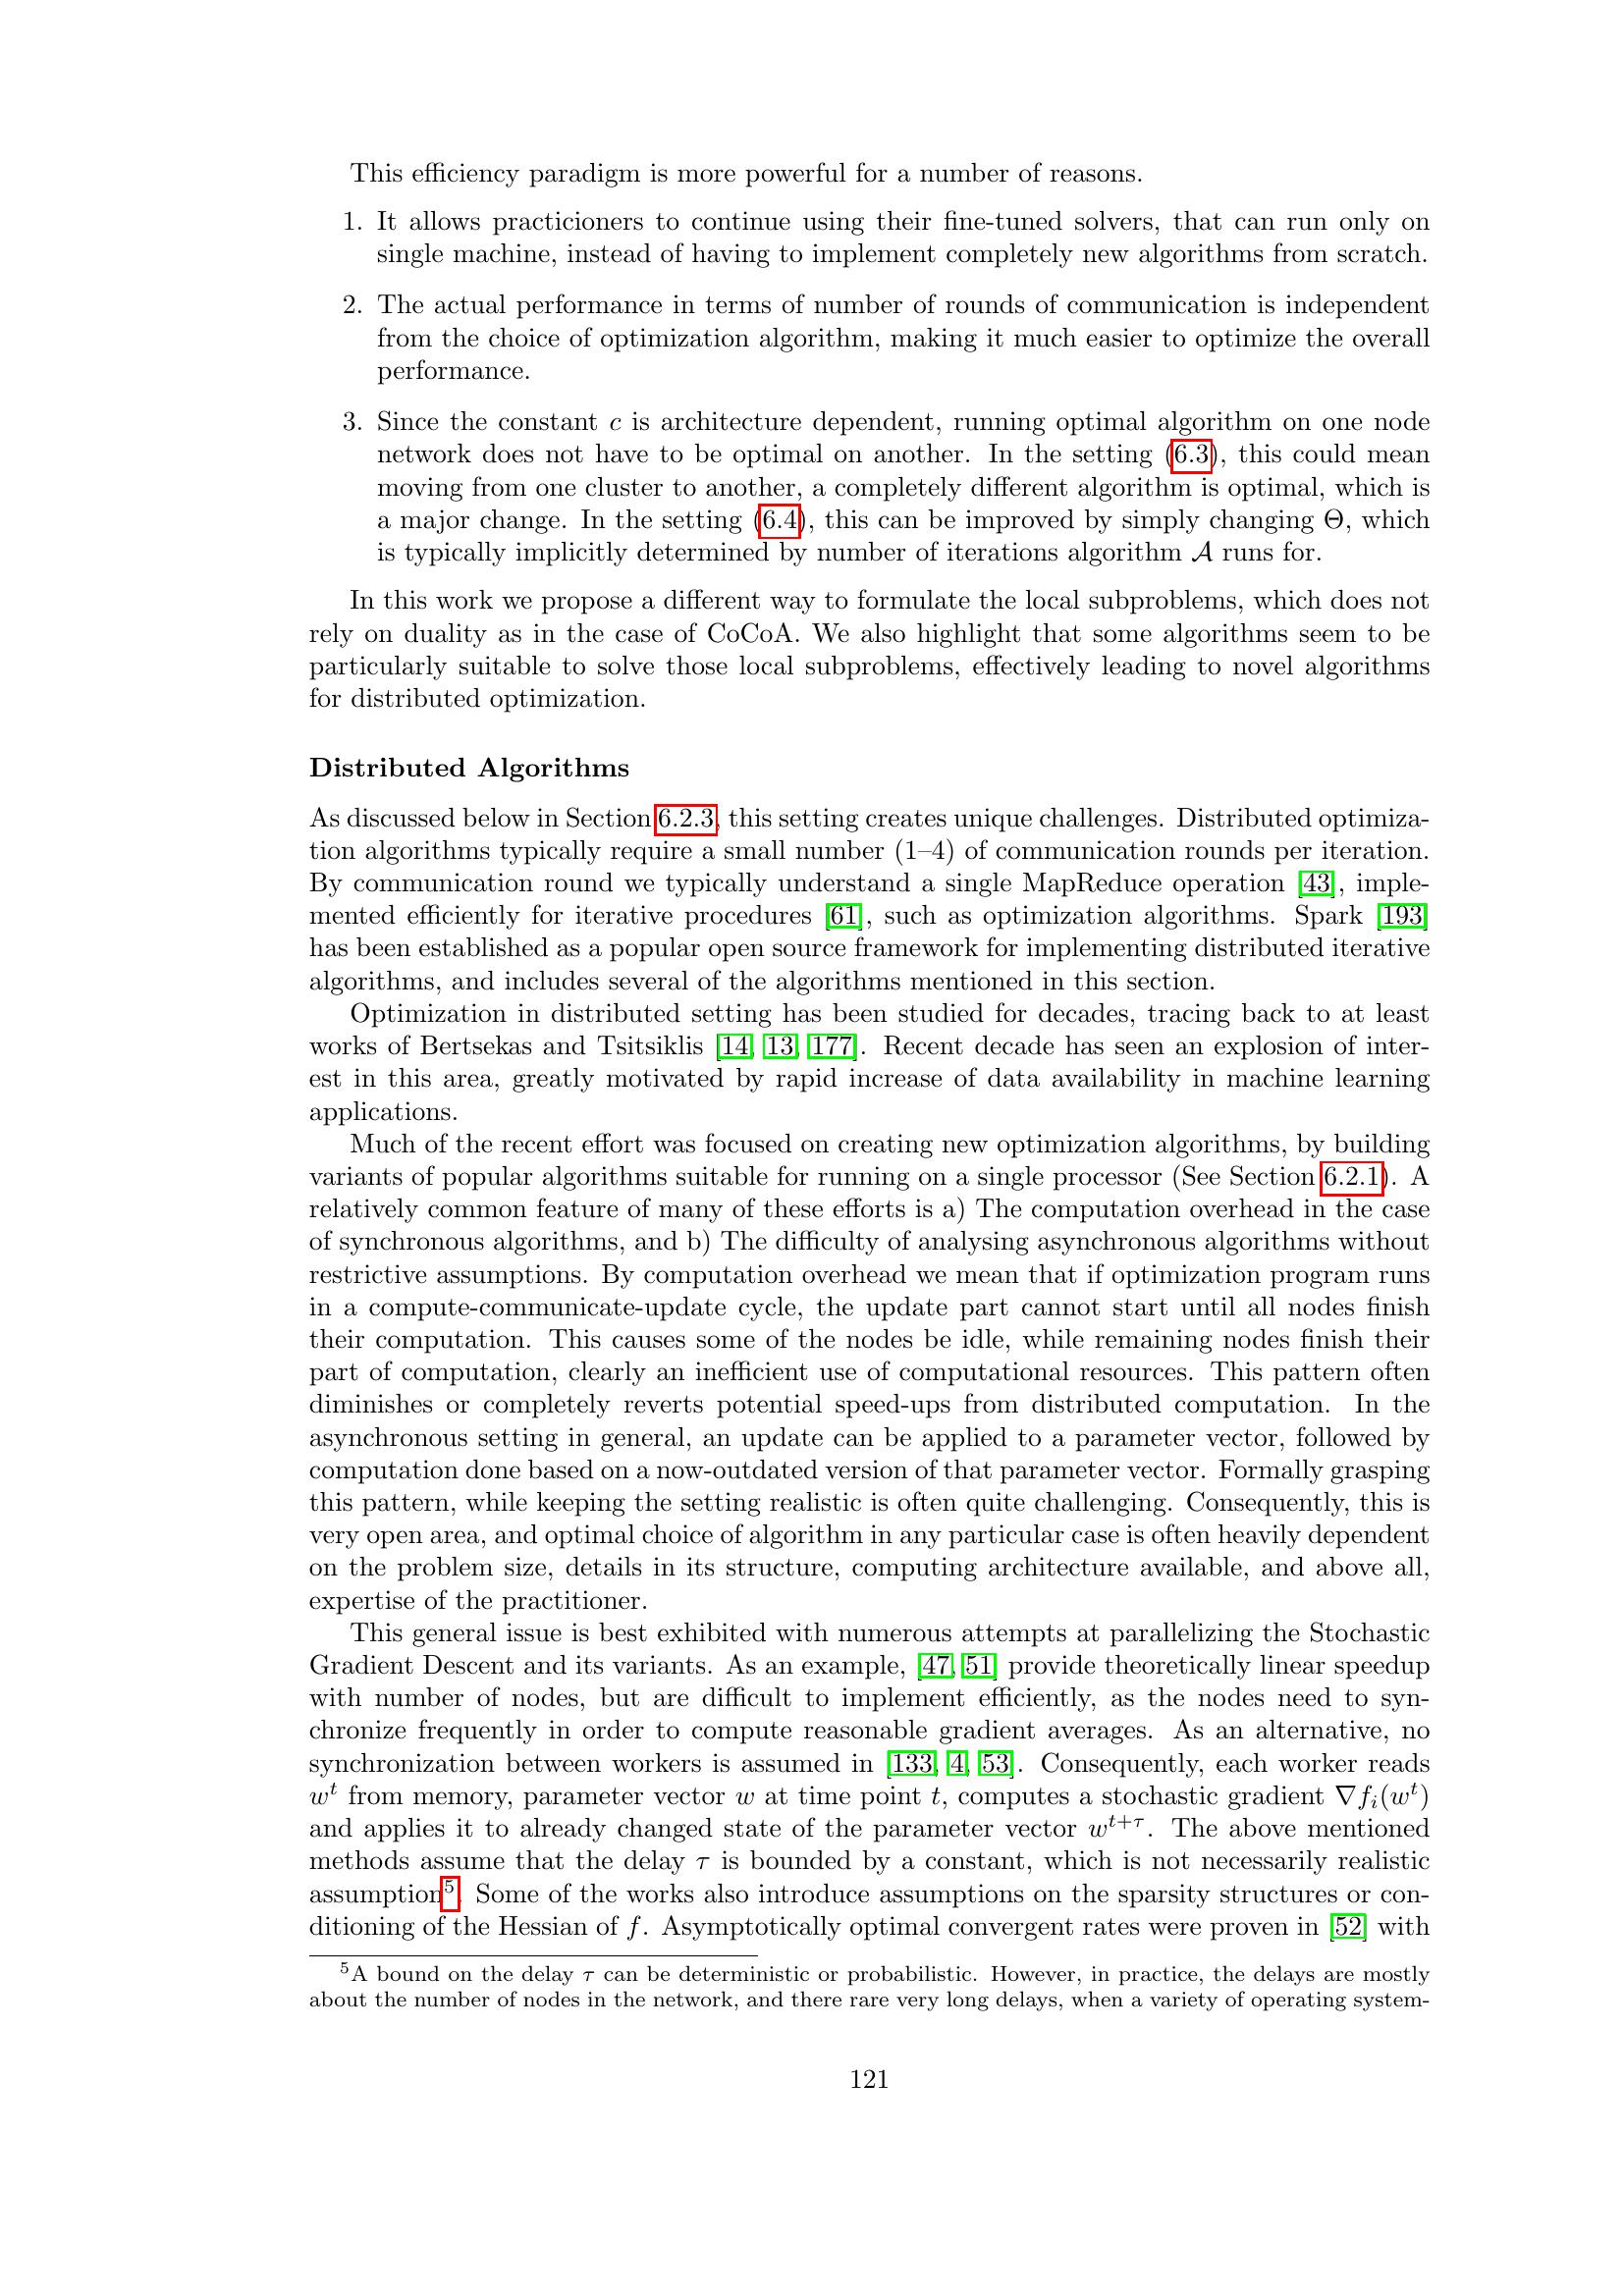 This efficiency paradigm is more powerful for a number of reasons.
1. It allows practicioners to continue using their fine-tuned solvers, that can run only on
single machine, instead of having to implement completely new algorithms from scratch.
2. The actual performance in terms of number of rounds of communication is independent
from the choice of optimization algorithm, making it much easier to optimize the overall
performance.
3. Since the constant c is architecture dependent, running optimal algorithm on one node
network does not have to be optimal on another. In the setting (6.3), this could mean
moving from one cluster to another, a completely different algorithm is optimal, which is
a major change. In the setting (6.4), this can be improved by simply changing Θ, which
is typically implicitly determined by number of iterations algorithm 𝒜 runs for.
In this work we propose a different way to formulate the local subproblems, which does not
rely on duality as in the case of CoCoA. We also highlight that some algorithms seem to be
particularly suitable to solve those local subproblems, effectively leading to novel algorithms
for distributed optimization.
Distributed Algorithms
As discussed below in Section 6.2.3, this setting creates unique challenges. Distributed optimiza-
tion algorithms typically require a small number (1–4) of communication rounds per iteration.
By communication round we typically understand a single MapReduce operation [43], imple-
mented efficiently for iterative procedures [61], such as optimization algorithms. Spark [193]
has been established as a popular open source framework for implementing distributed iterative
algorithms, and includes several of the algorithms mentioned in this section.
Optimization in distributed setting has been studied for decades, tracing back to at least
works of Bertsekas and Tsitsiklis [14, 13, 177]. Recent decade has seen an explosion of inter-
est in this area, greatly motivated by rapid increase of data availability in machine learning
applications.
Much of the recent effort was focused on creating new optimization algorithms, by building
variants of popular algorithms suitable for running on a single processor (See Section 6.2.1). A
relatively common feature of many of these efforts is a) The computation overhead in the case
of synchronous algorithms, and b) The difficulty of analysing asynchronous algorithms without
restrictive assumptions. By computation overhead we mean that if optimization program runs
in a compute-communicate-update cycle, the update part cannot start until all nodes finish
their computation. This causes some of the nodes be idle, while remaining nodes finish their
part of computation, clearly an inefficient use of computational resources. This pattern often
diminishes or completely reverts potential speed-ups from distributed computation. In the
asynchronous setting in general, an update can be applied to a parameter vector, followed by
computation done based on a now-outdated version of that parameter vector. Formally grasping
this pattern, while keeping the setting realistic is often quite challenging. Consequently, this is
very open area, and optimal choice of algorithm in any particular case is often heavily dependent
on the problem size, details in its structure, computing architecture available, and above all,
expertise of the practitioner.
This general issue is best exhibited with numerous attempts at parallelizing the Stochastic
Gradient Descent and its variants. As an example, [47, 51] provide theoretically linear speedup
with number of nodes, but are difficult to implement efficiently, as the nodes need to syn-
chronize frequently in order to compute reasonable gradient averages. As an alternative, no
synchronization between workers is assumed in [133, 4, 53]. Consequently, each worker reads
wᵗ from memory, parameter vector w at time point t, computes a stochastic gradient ∇fᵢ(wᵗ)
and applies it to already changed state of the parameter vector w^{t+τ}. The above mentioned
methods assume that the delay τ is bounded by a constant, which is not necessarily realistic
assumption⁵. Some of the works also introduce assumptions on the sparsity structures or con-
ditioning of the Hessian of f. Asymptotically optimal convergent rates were proven in [52] with
⁵A bound on the delay τ can be deterministic or probabilistic. However, in practice, the delays are mostly
about the number of nodes in the network, and there rare very long delays, when a variety of operating system-
121